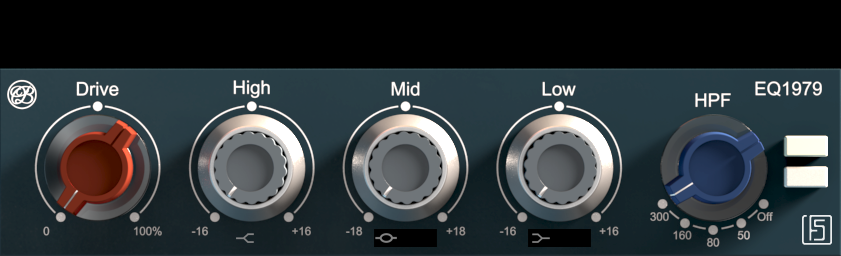 Drive High Mid Low HPF EQ1979
0 100% -16 +16 -18 +18 -16 +16 300 160 80 50 Off